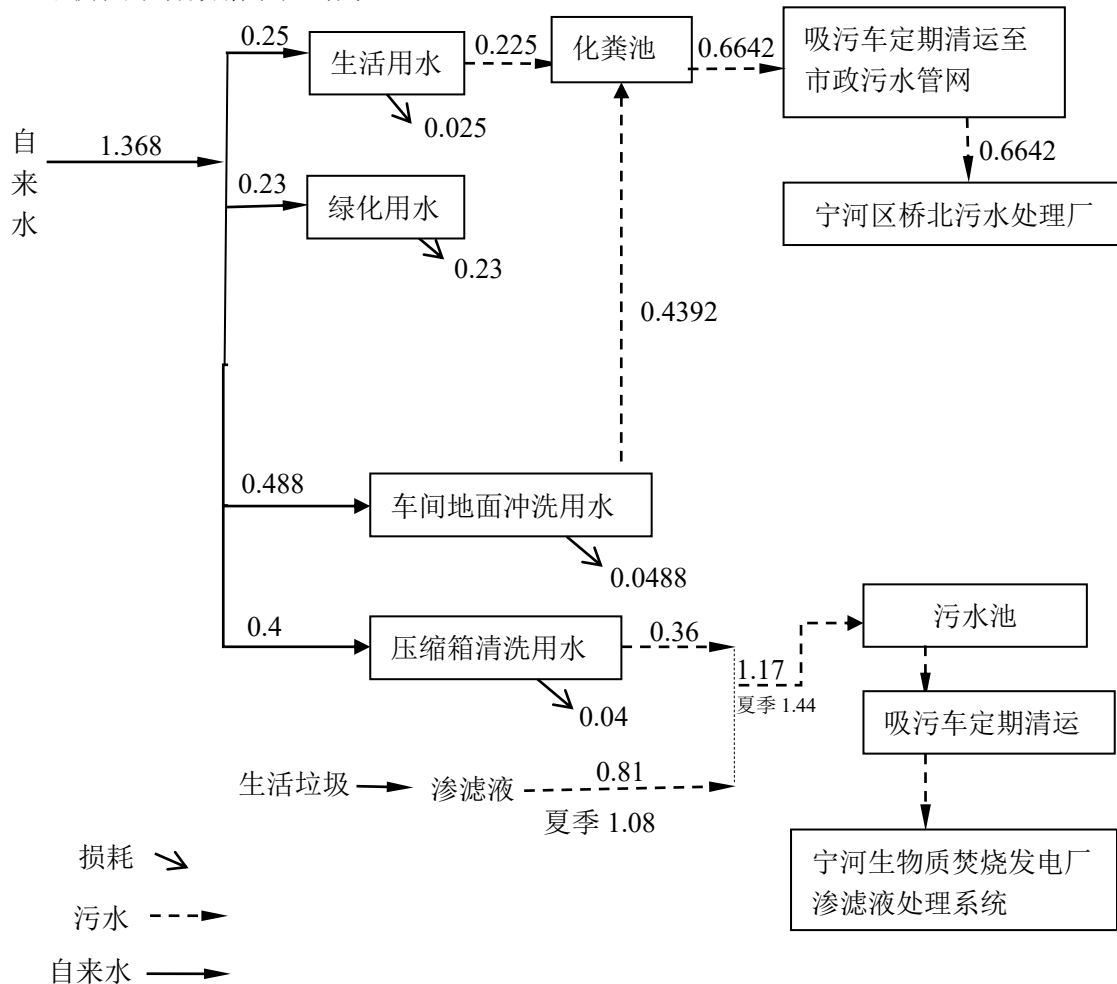 0.25
生活用水
0.225
化粪池
0.6642
吸污车定期清运至
市政污水管网
0.025
自
来
水
1.368
0.6642
0.23
绿化用水
宁河区桥北污水处理厂
0.23
0.4392
0.488
车间地面冲洗用水
0.0488
0.4
压缩箱清洗用水
0.36
污水池
1.17
夏季 1.44
0.04
吸污车定期清运
生活垃圾
渗滤液
0.81
夏季 1.08
宁河生物质焚烧发电厂
渗滤液处理系统
损耗
污水
自来水